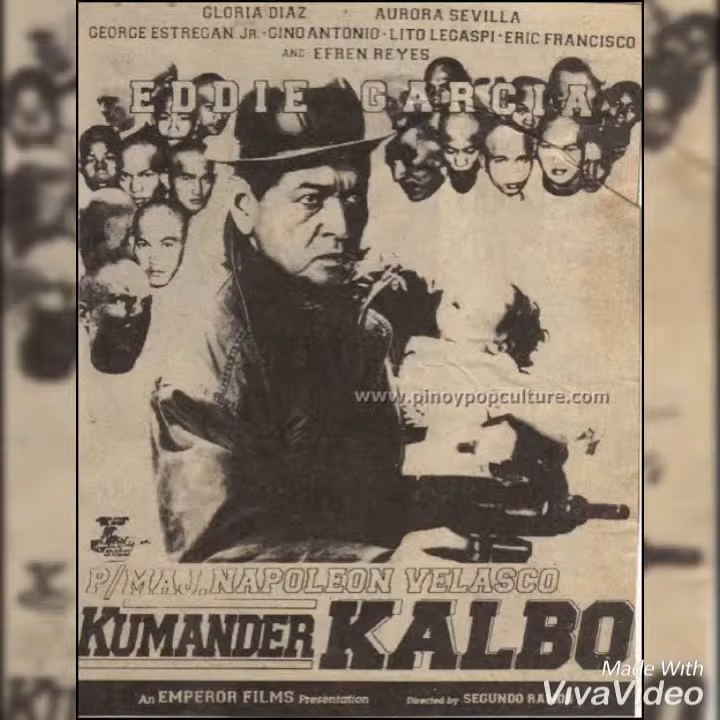 GLORIA DIAZ · AURORA SEVILLA
GEORGE ESTREGAN JR. · GINO ANTONIO · LITO LEGASPI · ERIC FRANCISCO
AND EFREN REYES
EDDIE GARCIA
www.pinoypopculture.com
P/MAJ. NAPOLEON VELASCO
KUMANDER KALBO
An EMPEROR FILMS Presentation Directed by SEGUNDO
Made With
VivaVideo